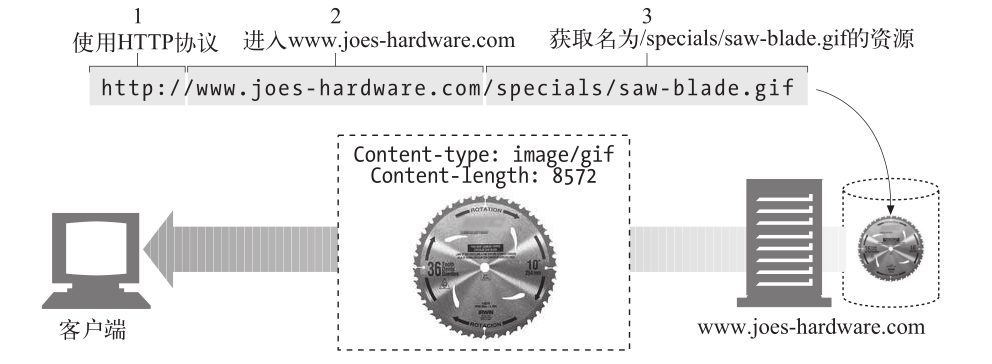 1 2 3
使用HTTP协议 进入www.joes-hardware.com 获取名为/specials/saw-blade.gif的资源
http://www.joes-hardware.com/specials/saw-blade.gif
Content-type: image/gif
Content-length: 8572
ROTATION
36 Teeth
10"
ROTACION
客户端
www.joes-hardware.com